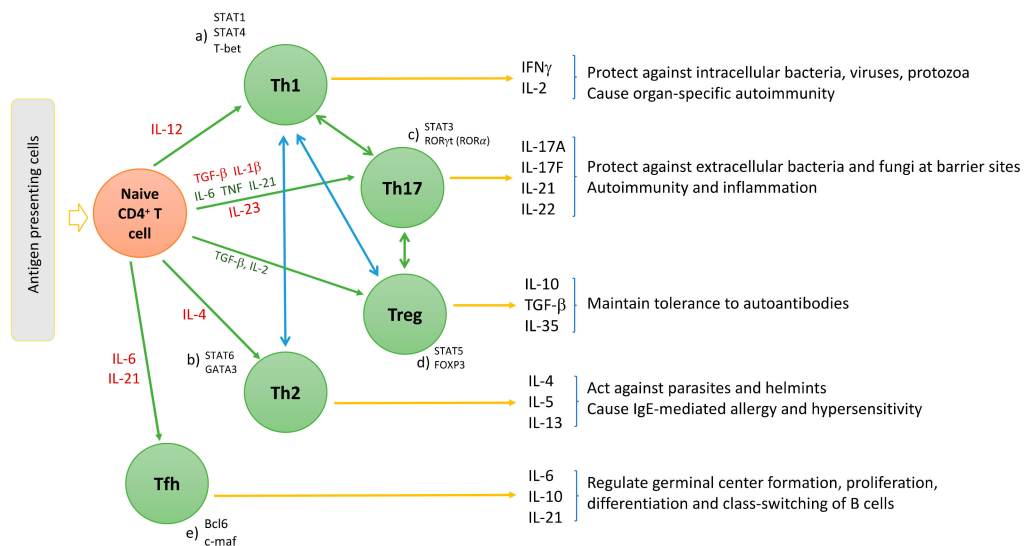 Antigen presenting cells
Naive
CD4⁺ T
cell
IL-12
TGF-β IL-1β
IL-6 TNF IL-21
IL-23
TGF-β, IL-2
IL-4
IL-6
IL-21
a)
STAT1
STAT4
T-bet
Th1
IFNγ
IL-2
Protect against intracellular bacteria, viruses, protozoa
Cause organ-specific autoimmunity
c)
STAT3
RORγt (RORα)
Th17
IL-17A
IL-17F
IL-21
IL-22
Protect against extracellular bacteria and fungi at barrier sites
Autoimmunity and inflammation
Treg
d)
STAT5
FOXP3
IL-10
TGF-β
IL-35
Maintain tolerance to autoantibodies
b)
STAT6
GATA3
Th2
IL-4
IL-5
IL-13
Act against parasites and helmints
Cause IgE-mediated allergy and hypersensitivity
Tfh
e)
Bcl6
c-maf
IL-6
IL-10
IL-21
Regulate germinal center formation, proliferation,
differentiation and class-switching of B cells